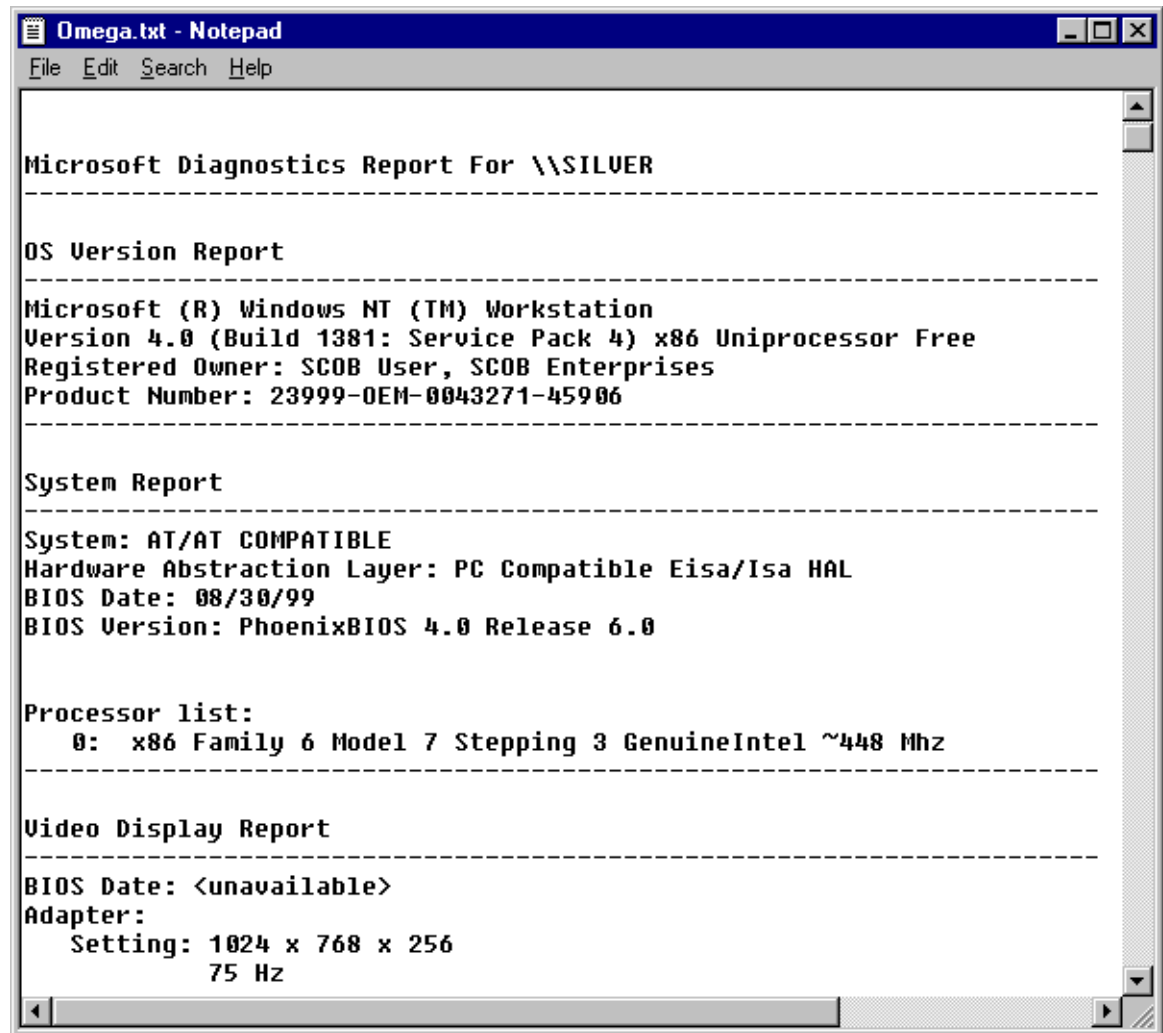 Omega.txt - Notepad
File Edit Search Help
Microsoft Diagnostics Report For \\SILVER
----------------------------------------------------------------------
OS Version Report
----------------------------------------------------------------------
Microsoft (R) Windows NT (TM) Workstation
Version 4.0 (Build 1381: Service Pack 4) x86 Uniprocessor Free
Registered Owner: SCOB User, SCOB Enterprises
Product Number: 23999-OEM-0043271-45906
----------------------------------------------------------------------
System Report
----------------------------------------------------------------------
System: AT/AT COMPATIBLE
Hardware Abstraction Layer: PC Compatible Eisa/Isa HAL
BIOS Date: 08/30/99
BIOS Version: PhoenixBIOS 4.0 Release 6.0
Processor list:
   0:  x86 Family 6 Model 7 Stepping 3 GenuineIntel ~448 Mhz
----------------------------------------------------------------------
Video Display Report
----------------------------------------------------------------------
BIOS Date: <unavailable>
Adapter:
   Setting: 1024 x 768 x 256
            75 Hz